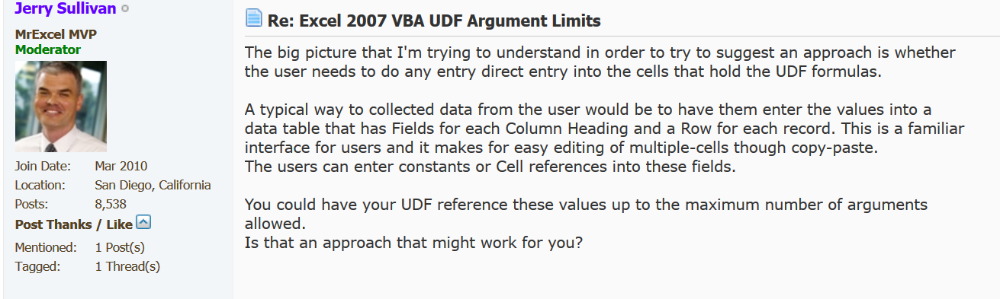 Jerry Sullivan
MrExcel MVP
Moderator
Join Date: Mar 2010
Location: San Diego, California
Posts: 8,538
Post Thanks / Like
Mentioned: 1 Post(s)
Tagged: 1 Thread(s)
Re: Excel 2007 VBA UDF Argument Limits
The big picture that I'm trying to understand in order to try to suggest an approach is whether
the user needs to do any entry direct entry into the cells that hold the UDF formulas.
A typical way to collected data from the user would be to have them enter the values into a
data table that has Fields for each Column Heading and a Row for each record. This is a familiar
interface for users and it makes for easy editing of multiple-cells though copy-paste.
The users can enter constants or Cell references into these fields.
You could have your UDF reference these values up to the maximum number of arguments
allowed.
Is that an approach that might work for you?